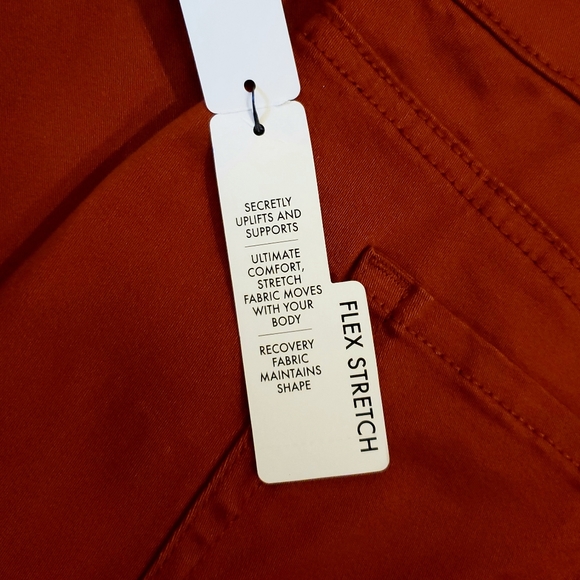 SECRETLY
UPLIFTS AND
SUPPORTS
ULTIMATE
COMFORT,
STRETCH
FABRIC MOVES
WITH YOUR
BODY
RECOVERY
FABRIC
MAINTAINS
SHAPE
FLEX STRETCH